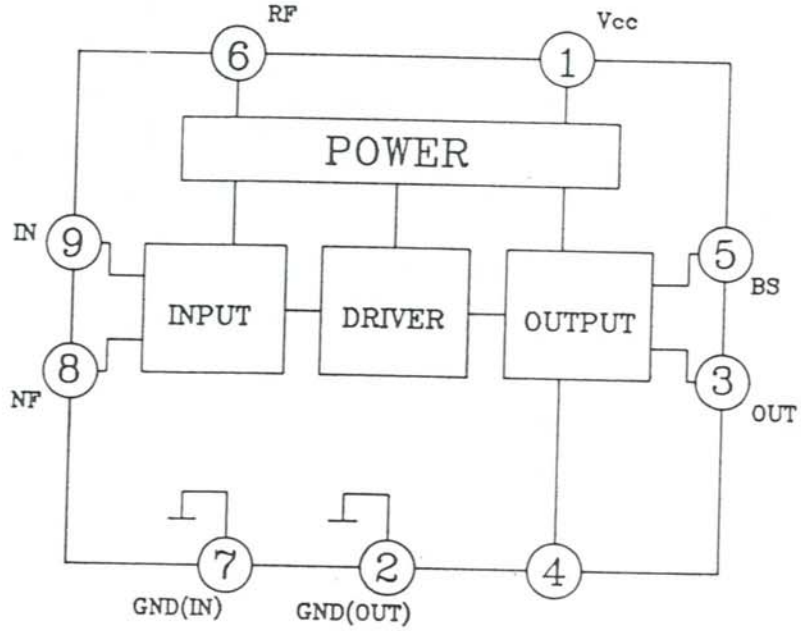 RF
Vcc
6
1
POWER
IN
9
5
BS
INPUT
DRIVER
OUTPUT
8
NF
3
OUT
7
2
4
GND(IN)
GND(OUT)